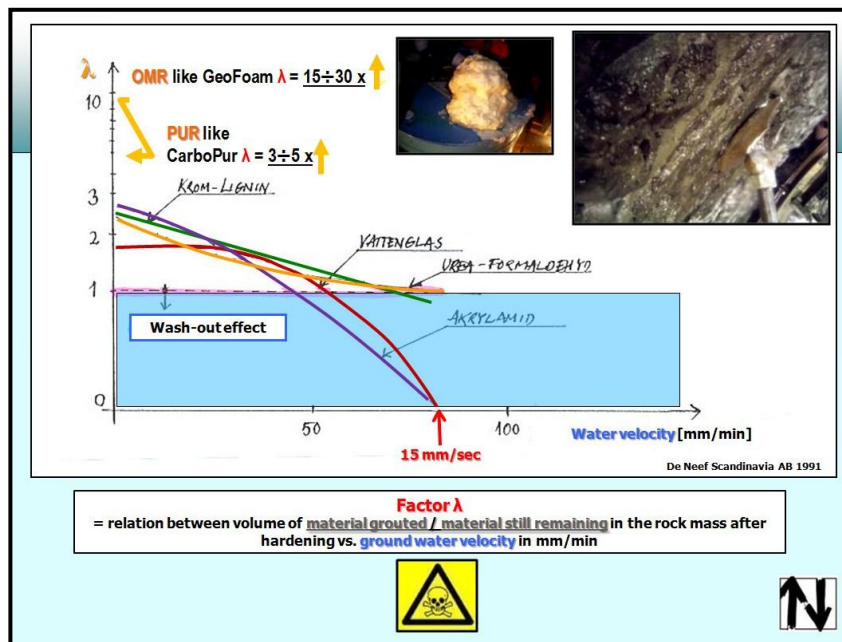 λ
OMR like GeoFoam λ = 15÷30 x
10
PUR like
CarboPur λ = 3÷5 x
3
KROM-LIGNIN
2
VATTENGLAS
UREA-FORMALDEHYD
1
Wash-out effect
AKRYLAMID
0
50
100
Water velocity [mm/min]
15 mm/sec
De Neef Scandinavia AB 1991
Factor λ
= relation between volume of material grouted / material still remaining in the rock mass after
hardening vs. ground water velocity in mm/min